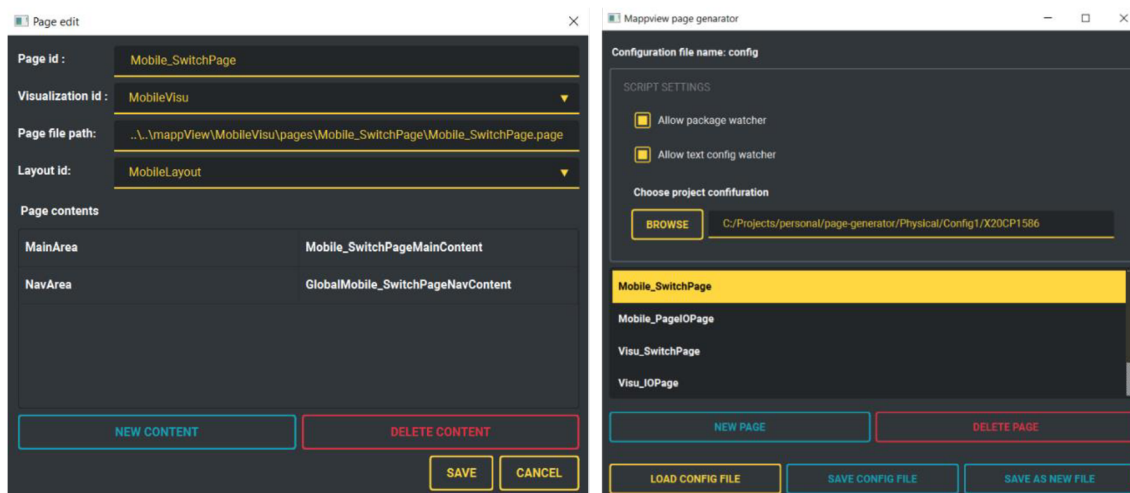 Page edit
Page id :
Mobile_SwitchPage
Visualization id :
MobileVisu
Page file path:
..\..\mappView\MobileVisu\pages\Mobile_SwitchPage\Mobile_SwitchPage.page
Layout id:
MobileLayout
Page contents
MainArea
Mobile_SwitchPageMainContent
NavArea
GlobalMobile_SwitchPageNavContent
NEW CONTENT
DELETE CONTENT
SAVE
CANCEL
Mappview page genarator
Configuration file name: config
SCRIPT SETTINGS
Allow package watcher
Allow text config watcher
Choose project confifuration
BROWSE
C:/Projects/personal/page-generator/Physical/Config1/X20CP1586
Mobile_SwitchPage
Mobile_PageIOPage
Visu_SwitchPage
Visu_IOPage
NEW PAGE
DELETE PAGE
LOAD CONFIG FILE
SAVE CONFIG FILE
SAVE AS NEW FILE